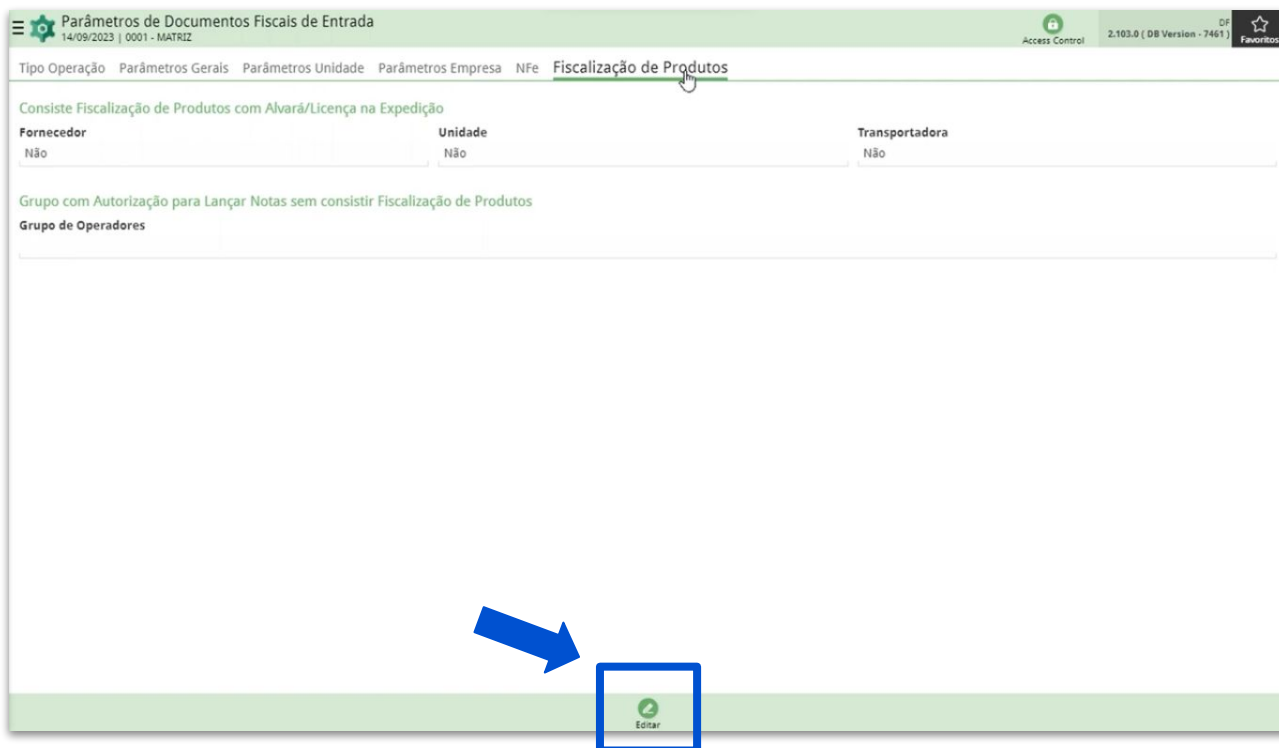 Parâmetros de Documentos Fiscais de Entrada
14/09/2023 | 0001 - MATRIZ
Access Control
DF
2.103.0 ( DB Version - 7461 )
Favoritos
Tipo Operação Parâmetros Gerais Parâmetros Unidade Parâmetros Empresa NFe Fiscalização de Produtos
Consiste Fiscalização de Produtos com Alvará/Licença na Expedição
Fornecedor Unidade Transportadora
Não Não Não
Grupo com Autorização para Lançar Notas sem consistir Fiscalização de Produtos
Grupo de Operadores
Editar